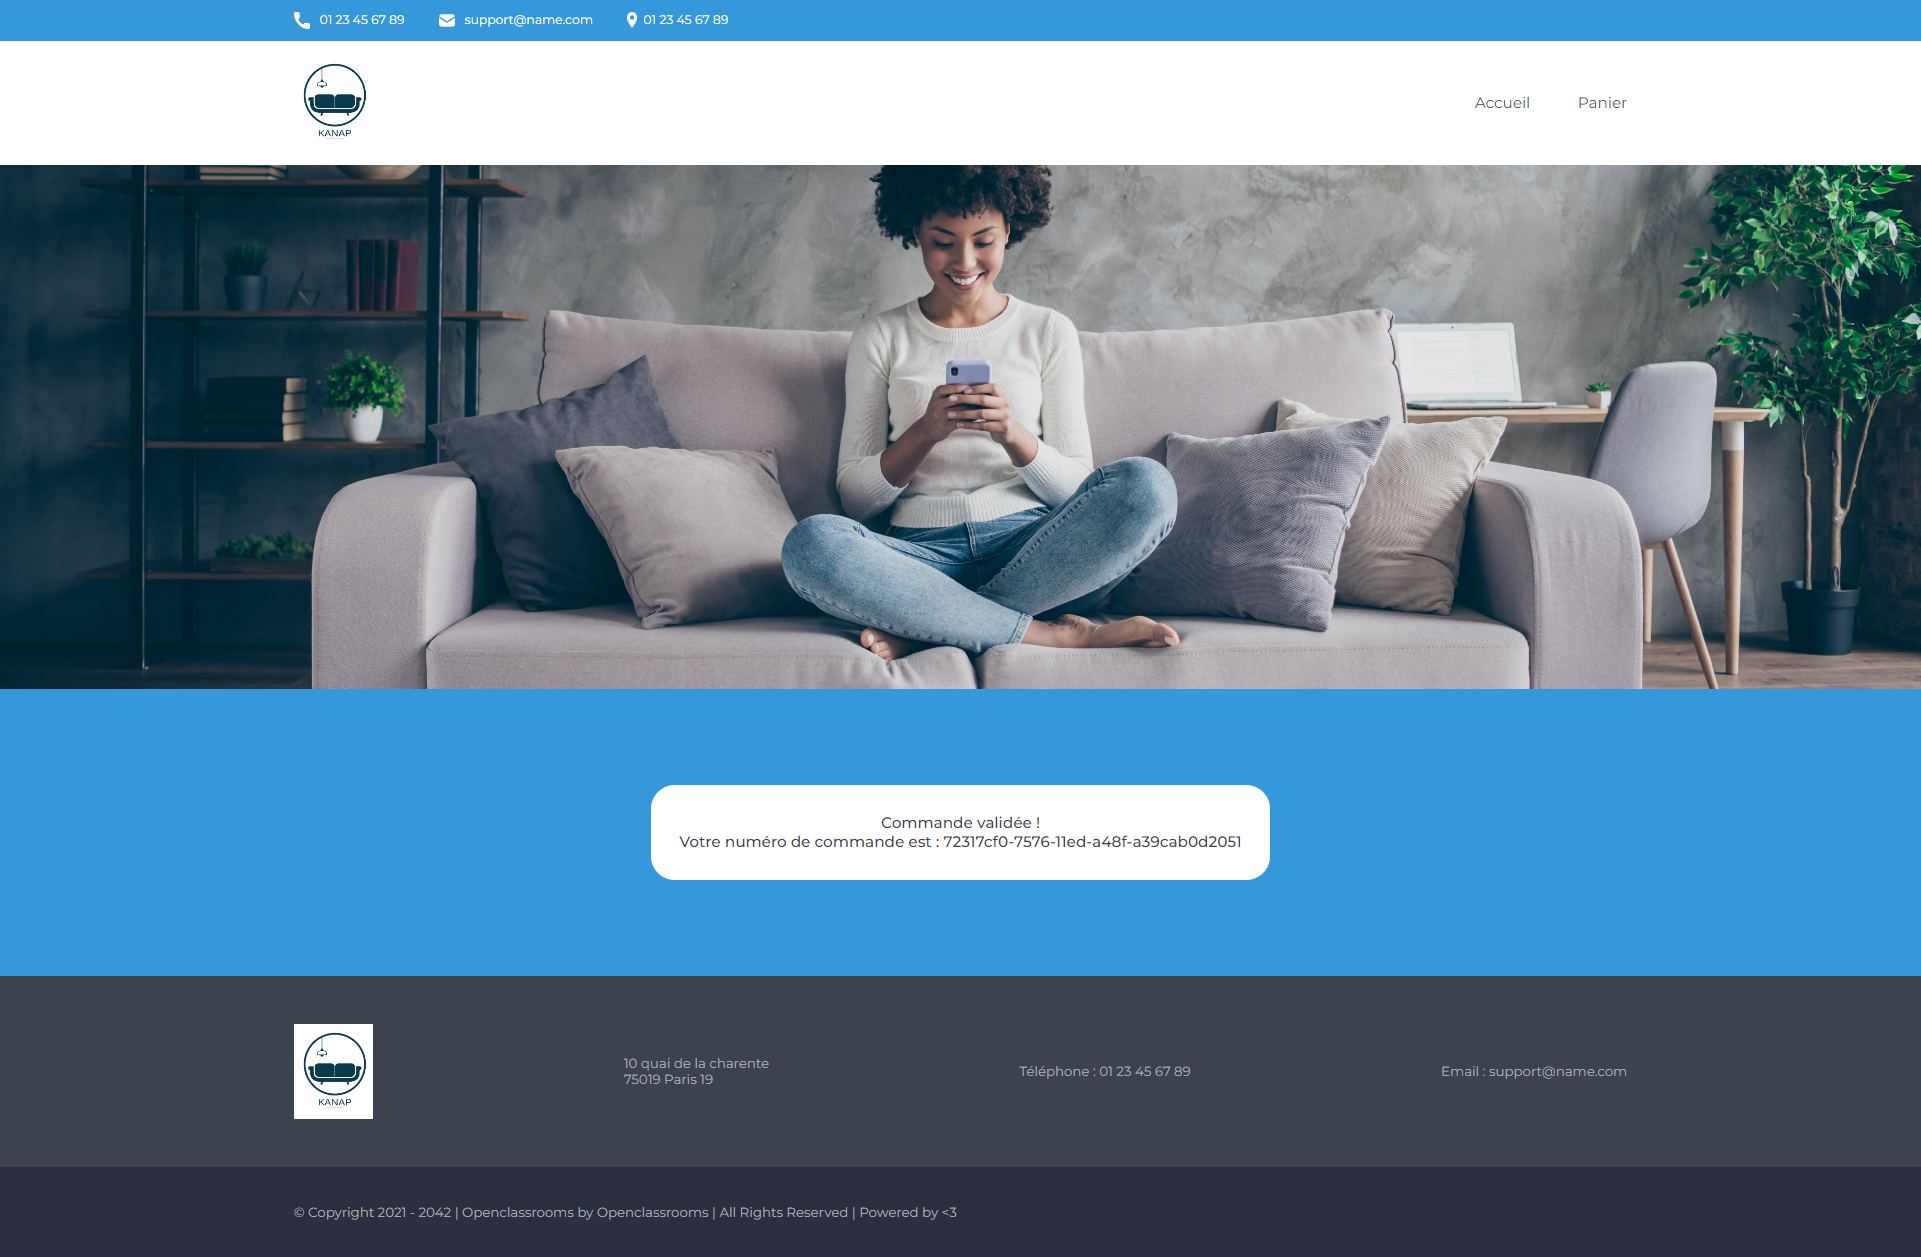 01 23 45 67 89
support@name.com
01 23 45 67 89
KANAP
Accueil
Panier
Commande validée !
Votre numéro de commande est : 72317cf0-7576-11ed-a48f-a39cab0d2051
KANAP
10 quai de la charente
75019 Paris 19
Téléphone : 01 23 45 67 89
Email : support@name.com
© Copyright 2021 - 2042 | Openclassrooms by Openclassrooms | All Rights Reserved | Powered by <3